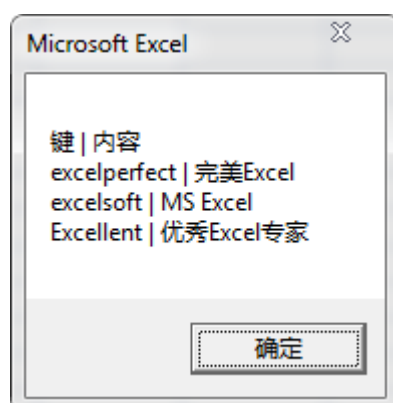 Microsoft Excel
键 | 内容
excelperfect | 完美Excel
excelsoft | MS Excel
Excellent | 优秀Excel专家
确定